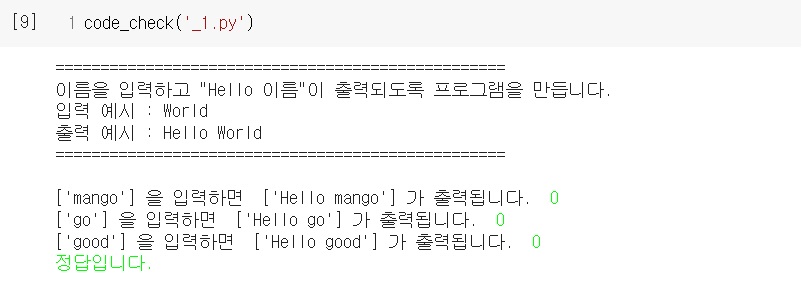 [9] 1 code_check('_1.py')
==================================================
이름을 입력하고 "Hello 이름"이 출력되도록 프로그램을 만듭니다.
입력 예시 : World
출력 예시 : Hello World
==================================================
['mango'] 을 입력하면  ['Hello mango'] 가 출력됩니다.  O
['go'] 을 입력하면  ['Hello go'] 가 출력됩니다.  O
['good'] 을 입력하면  ['Hello good'] 가 출력됩니다.  O
정답입니다.